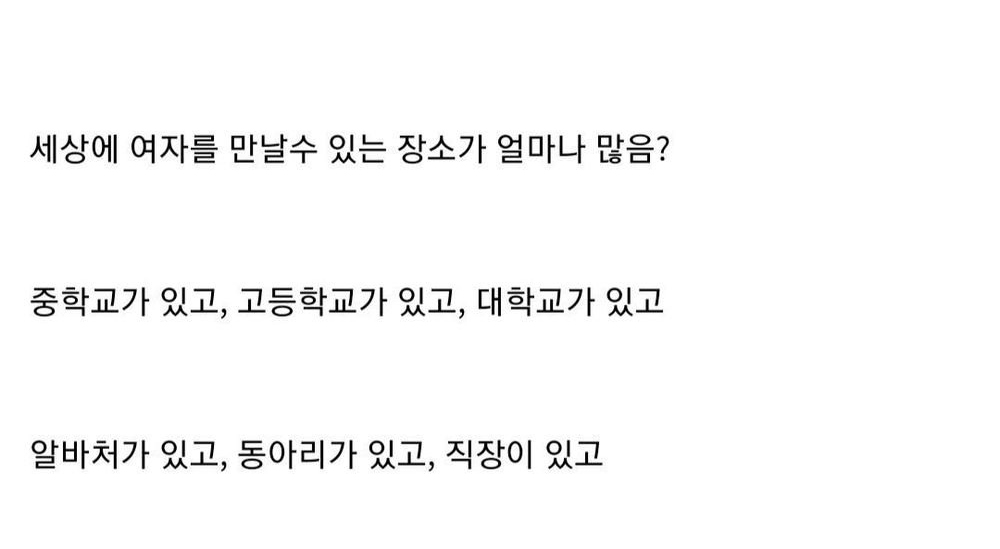 세상에 여자를 만날수 있는 장소가 얼마나 많음?
중학교가 있고, 고등학교가 있고, 대학교가 있고
알바처가 있고, 동아리가 있고, 직장이 있고